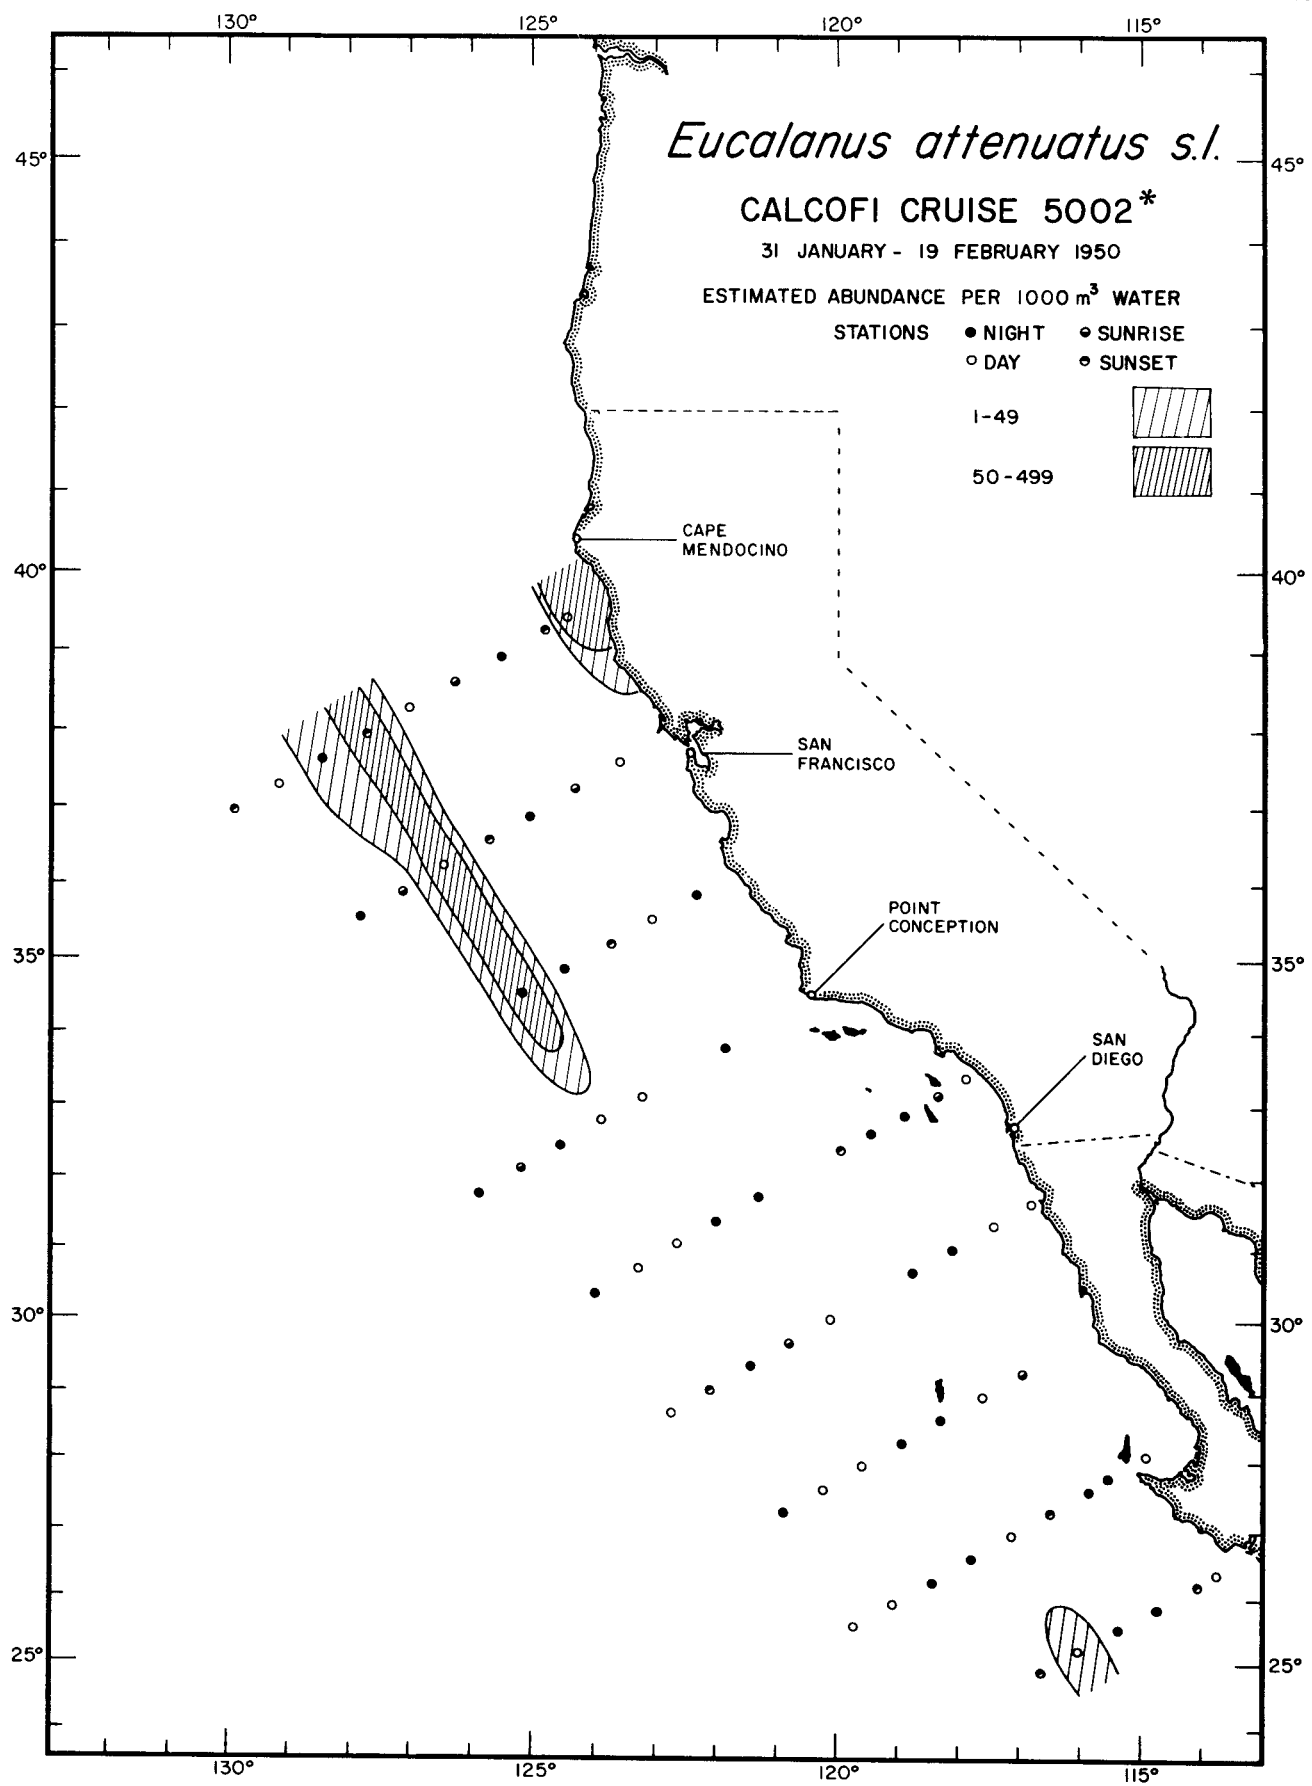 130° 125° 120° 115°
Eucalanus attenuatus s.l.
45° 45°
CALCOFI CRUISE 5002*
31 JANUARY - 19 FEBRUARY 1950
ESTIMATED ABUNDANCE PER 1000 m³ WATER
STATIONS ● NIGHT SUNRISE
○ DAY SUNSET
1-49
50-499
CAPE
MENDOCINO
40° 40°
SAN
FRANCISCO
POINT
CONCEPTION
35° 35°
SAN
DIEGO
30° 30°
25° 25°
130° 125° 120° 115°